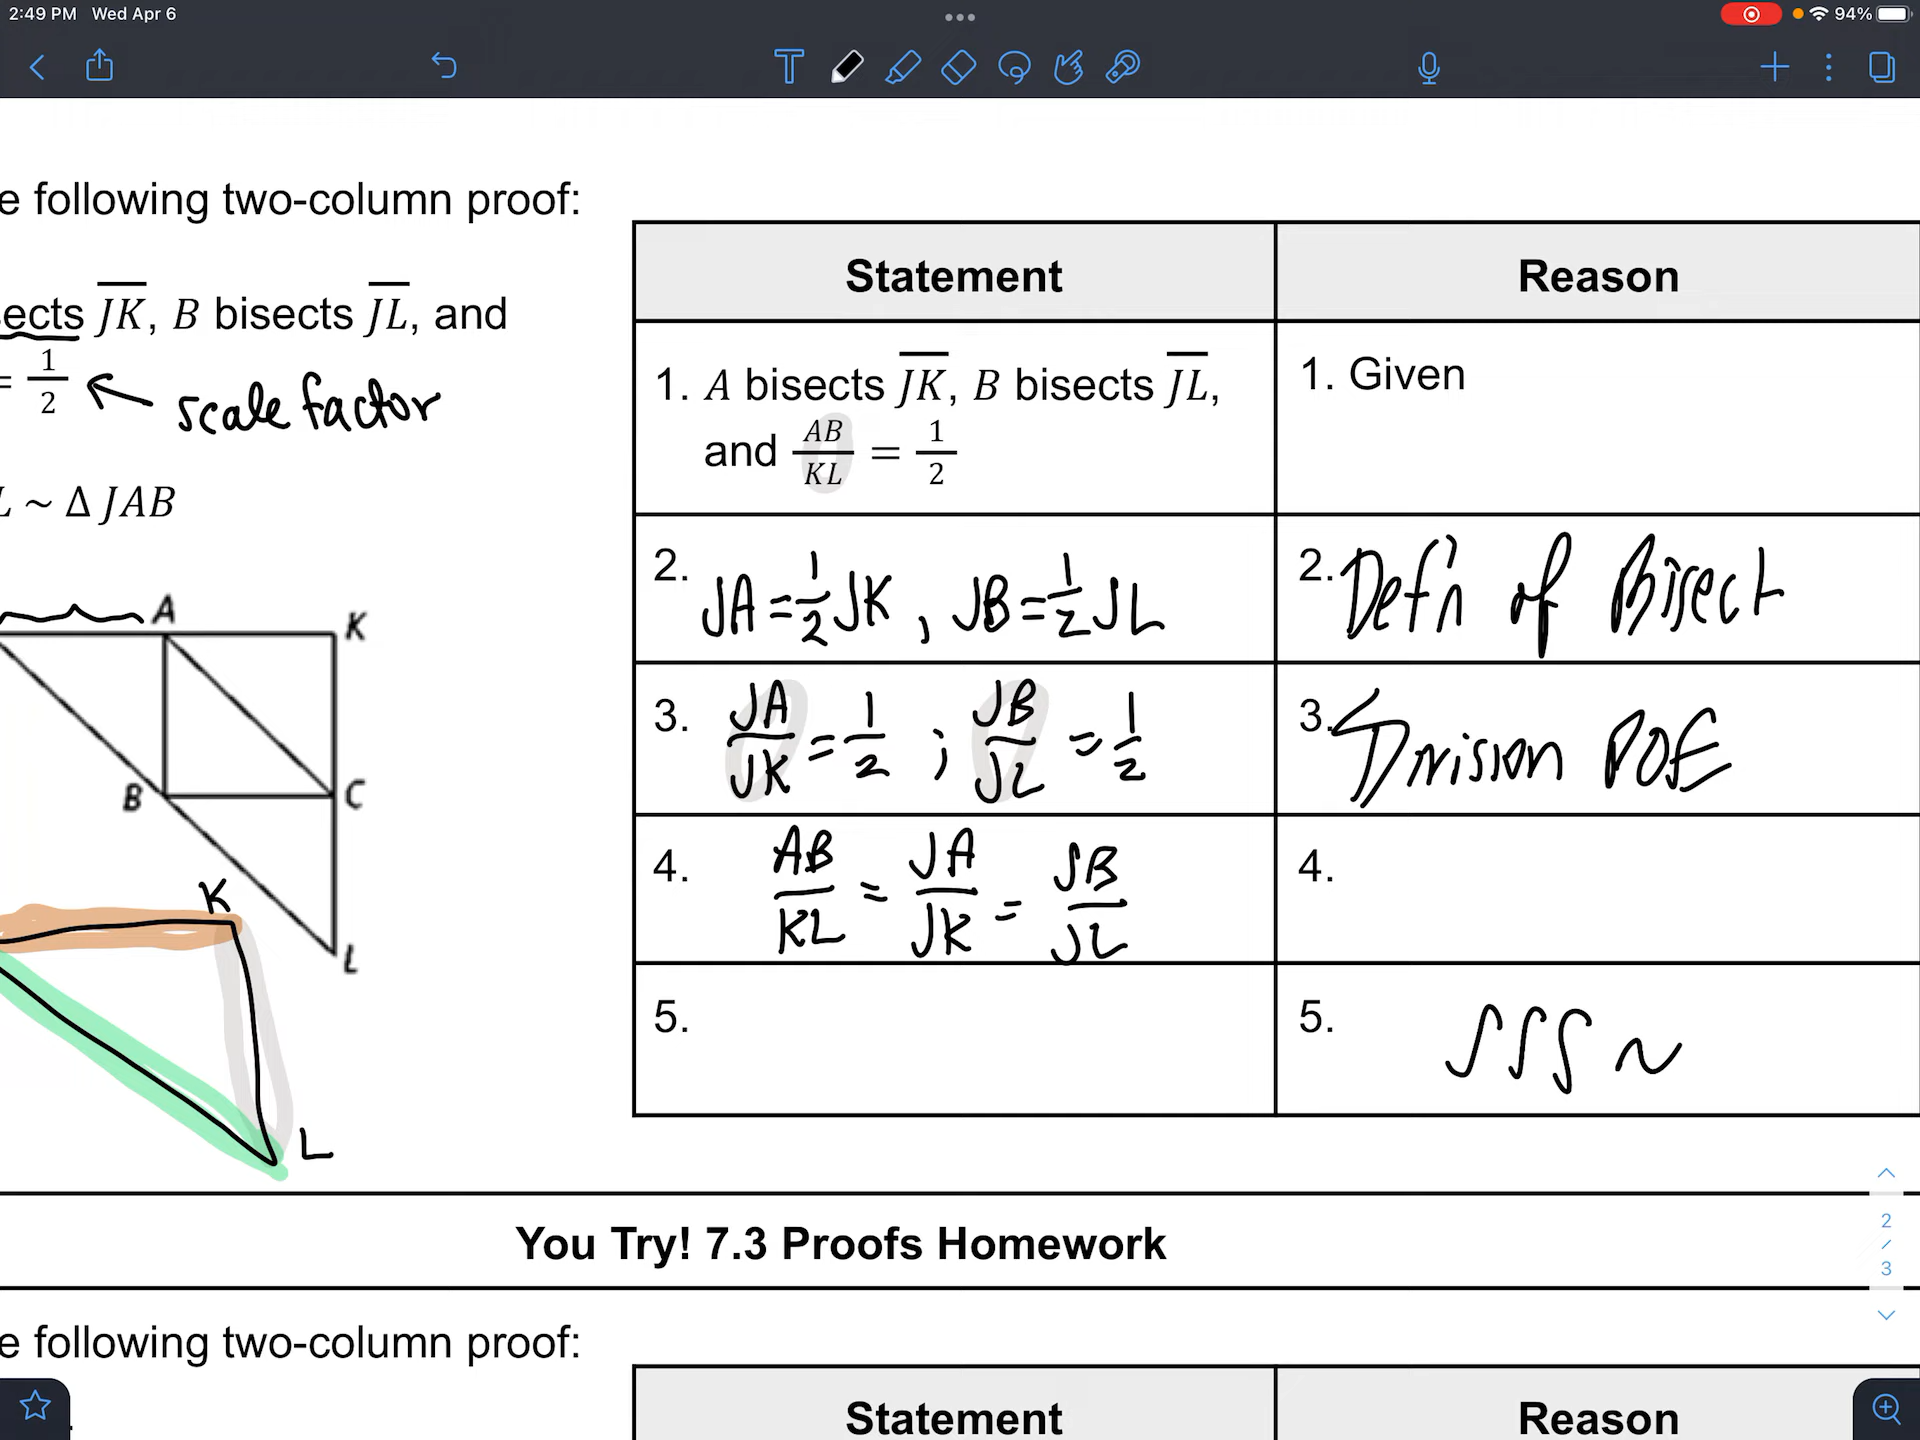 2:49 PM Wed Apr 6
94%
e following two-column proof:
sects JK, B bisects JL, and
= 1/2 ← scale factor
L ~ Δ JAB
A
K
B
C
L
K
L
Statement
Reason
1. A bisects JK, B bisects JL,
and AB/KL = 1/2
1. Given
2. JA = 1/2 JK, JB = 1/2 JL
2. Def'n of Bisect
3. JA/JK = 1/2 ; JB/JL = 1/2
3. Division POE
4. AB/KL = JA/JK = JB/JL
4.
5.
5. SSS ~
You Try! 7.3 Proofs Homework
2
/
3
e following two-column proof:
Statement
Reason